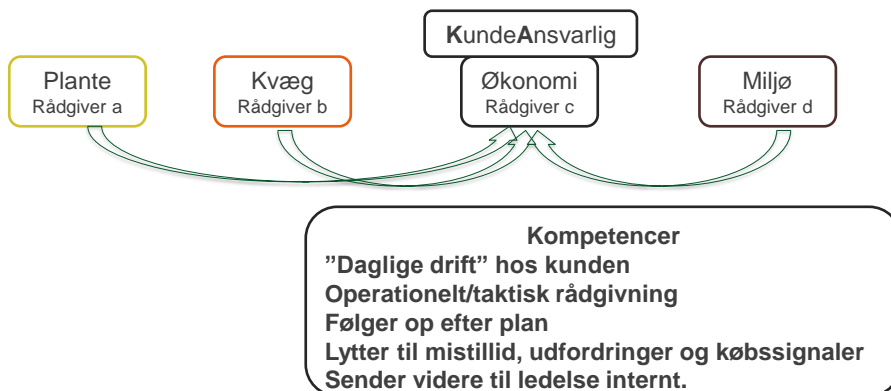 KundeAnsvarlig
Plante
Rådgiver a
Kvæg
Rådgiver b
Økonomi
Rådgiver c
Miljø
Rådgiver d
Kompetencer
”Daglige drift” hos kunden
Operationelt/taktisk rådgivning
Følger op efter plan
Lytter til mistillid, udfordringer og købssignaler
Sender videre til ledelse internt.